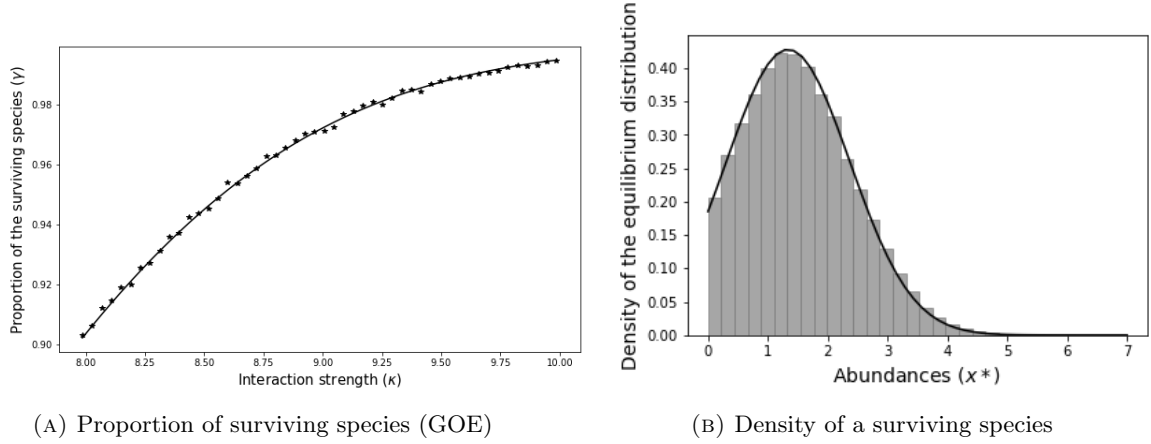 Proportion of the surviving species (γ)
0.98
0.96
0.94
0.92
0.90
8.00 8.25 8.50 8.75 9.00 9.25 9.50 9.75 10.00
Interaction strength (κ)
(A) Proportion of surviving species (GOE)
Density of the equilibrium distribution
0.40
0.35
0.30
0.25
0.20
0.15
0.10
0.05
0.00
0 1 2 3 4 5 6 7
Abundances (x*)
(B) Density of a surviving species